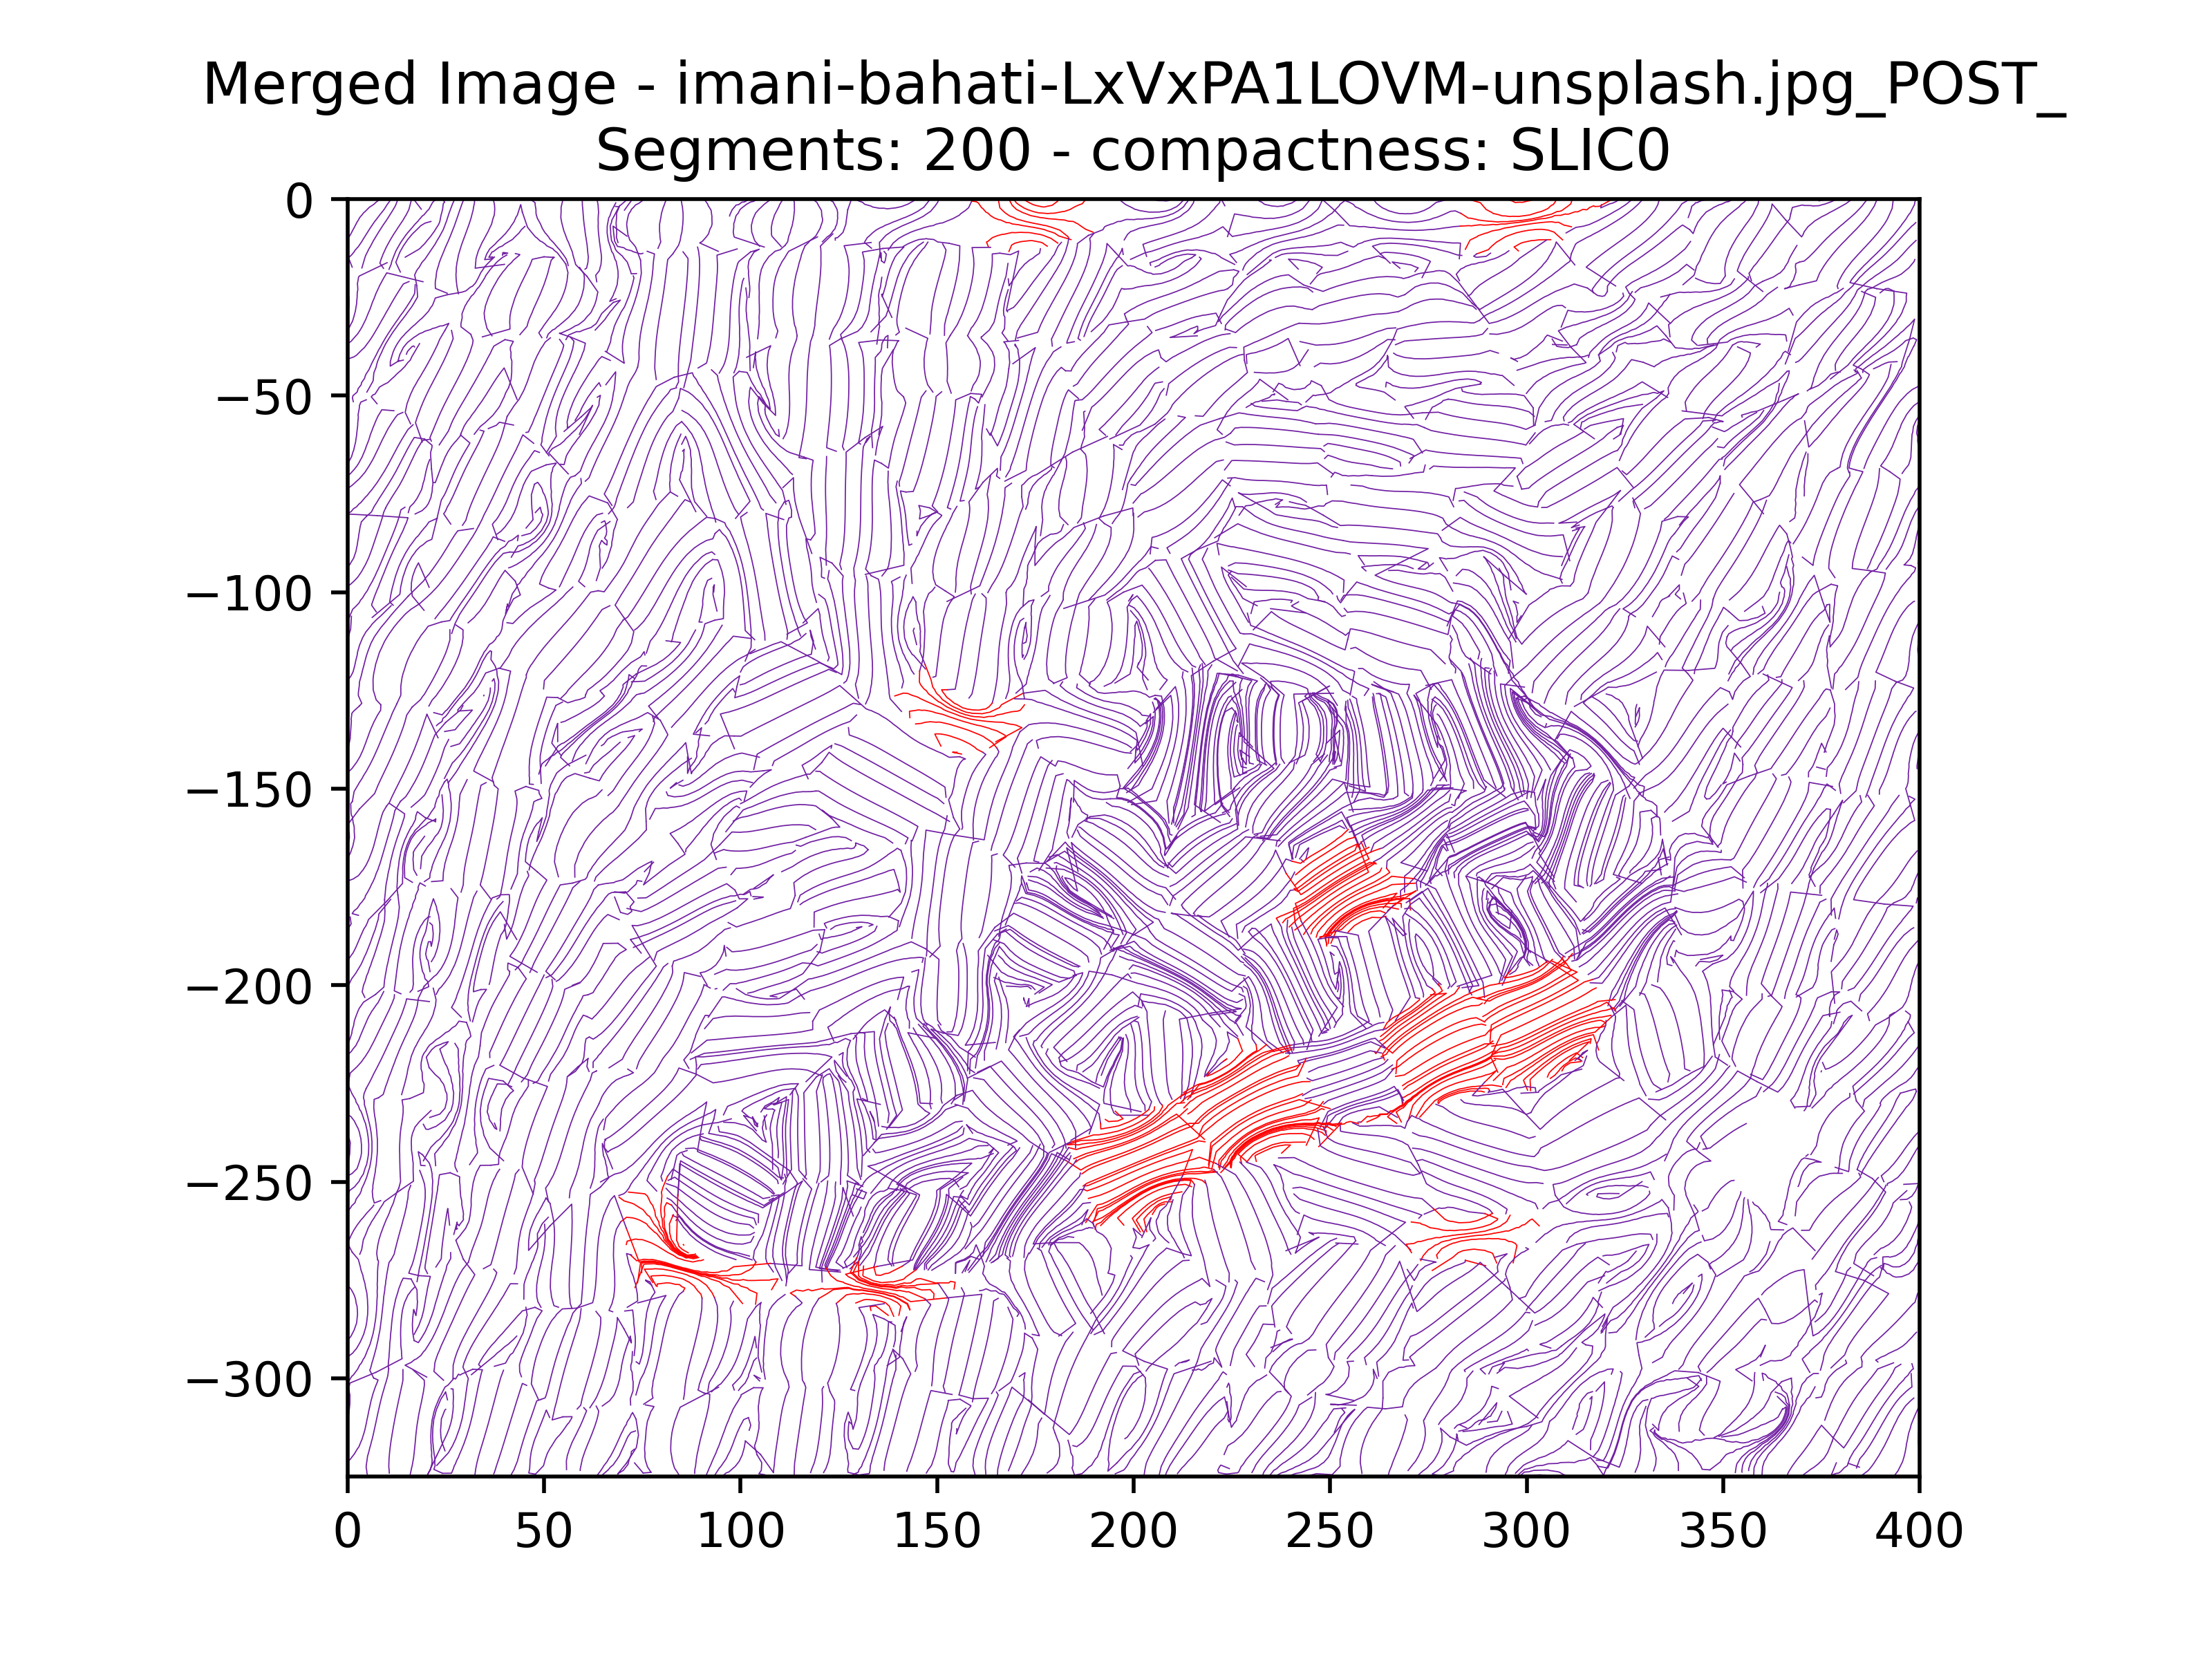 Merged Image - imani-bahati-LxVxPA1LOVM-unsplash.jpg_POST_
Segments: 200 - compactness: SLIC0
0
−50
−100
−150
−200
−250
−300
0 50 100 150 200 250 300 350 400